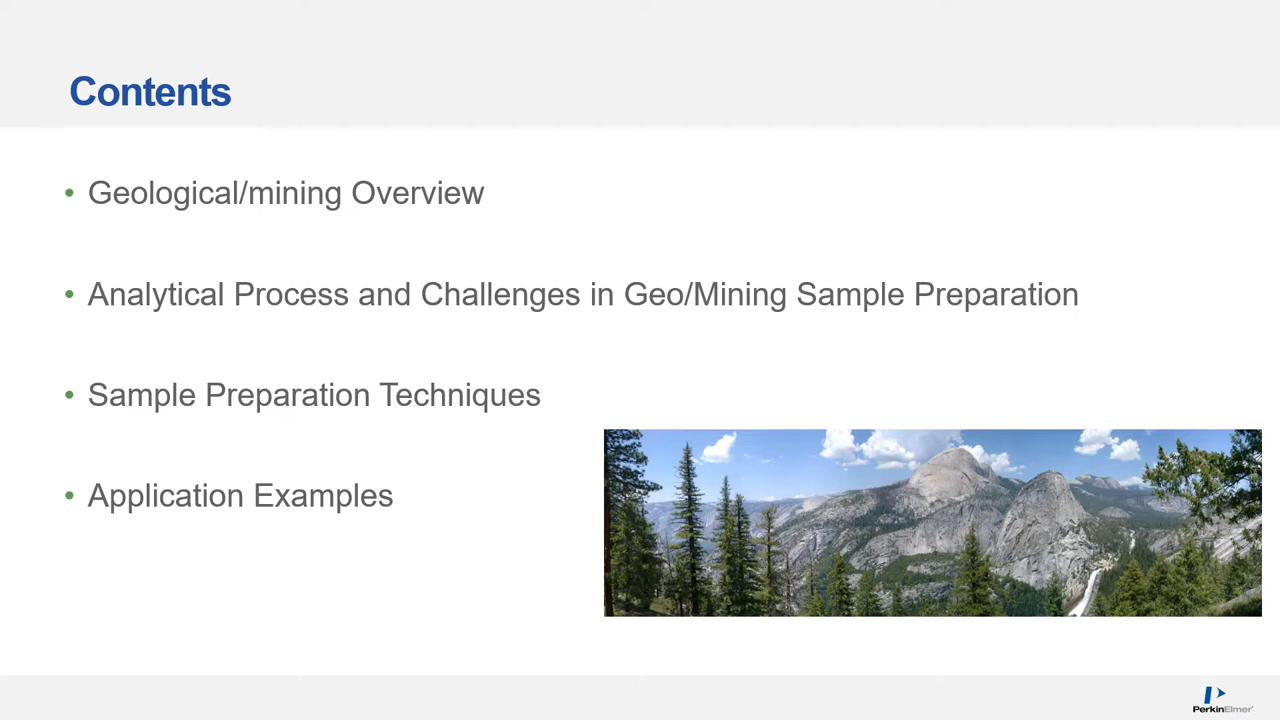 Contents
• Geological/mining Overview
• Analytical Process and Challenges in Geo/Mining Sample Preparation
• Sample Preparation Techniques
• Application Examples
PerkinElmer